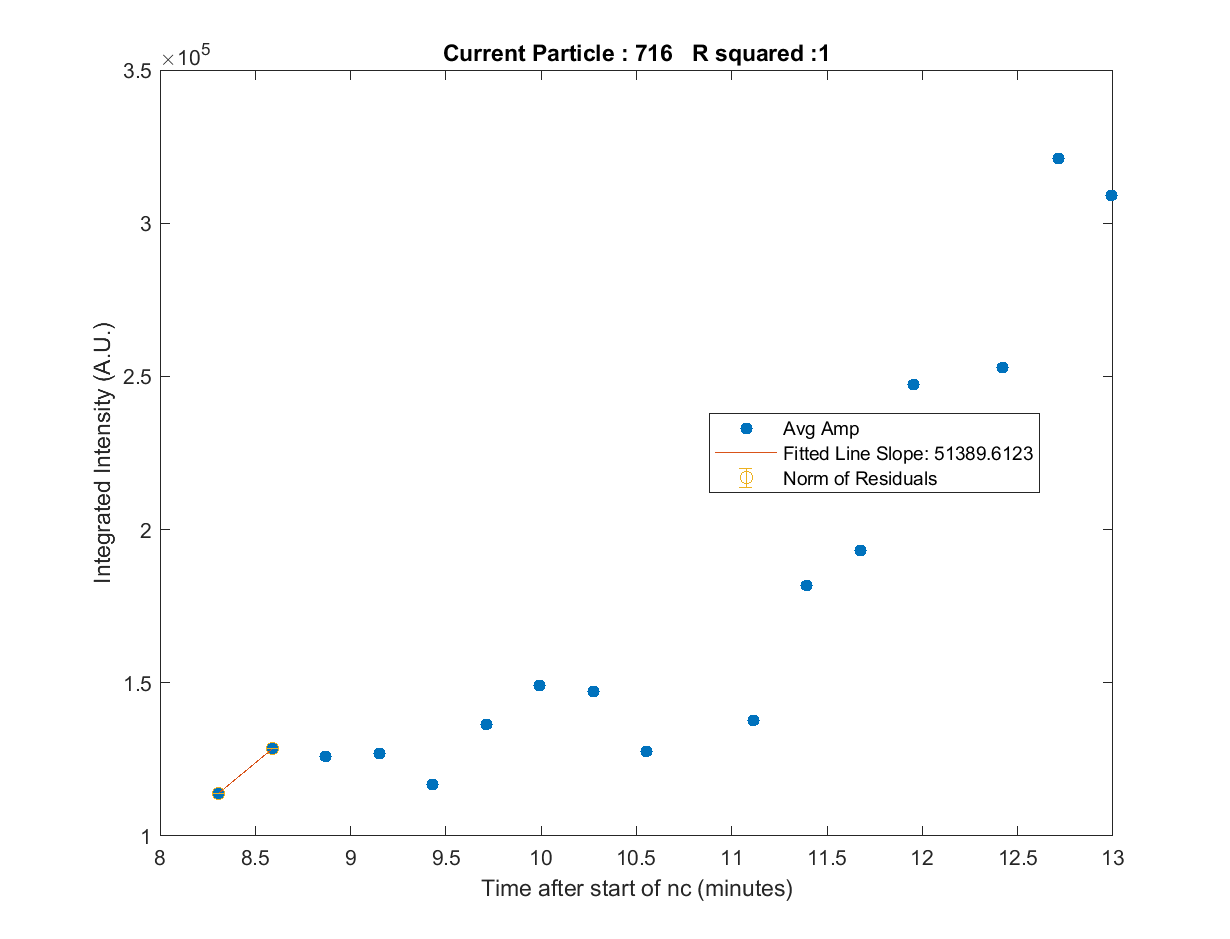 Current Particle : 716   R squared :1
×10^5
3.5
3
2.5
2
1.5
1
Integrated Intensity (A.U.)
Avg Amp
Fitted Line Slope: 51389.6123
Norm of Residuals
8 8.5 9 9.5 10 10.5 11 11.5 12 12.5 13
Time after start of nc (minutes)